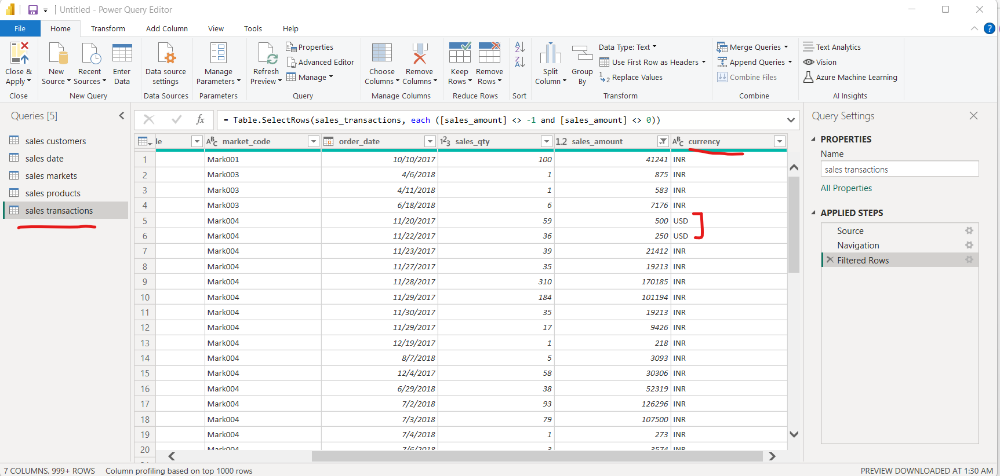 Untitled - Power Query Editor
File Home Transform Add Column View Tools Help
Close & Apply
New Source
Recent Sources
Enter Data
Data source settings
Manage Parameters
Refresh Preview
Properties
Advanced Editor
Manage
Choose Columns
Remove Columns
Keep Rows
Remove Rows
Split Column
Group By
Data Type: Text
Use First Row as Headers
Replace Values
Merge Queries
Append Queries
Combine Files
Text Analytics
Vision
Azure Machine Learning
Close New Query Data Sources Parameters Query Manage Columns Reduce Rows Sort Transform Combine AI Insights
Queries [5]
sales customers
sales date
sales markets
sales products
sales transactions
= Table.SelectRows(sales_transactions, each ([sales_amount] <> -1 and [sales_amount] <> 0))
le market_code order_date sales_qty sales_amount currency
1 Mark001 10/10/2017 100 41241 INR
2 Mark003 4/6/2018 1 875 INR
3 Mark003 4/11/2018 1 583 INR
4 Mark003 6/18/2018 6 7176 INR
5 Mark004 11/20/2017 59 500 USD
6 Mark004 11/22/2017 36 250 USD
7 Mark004 11/23/2017 39 21412 INR
8 Mark004 11/27/2017 35 19213 INR
9 Mark004 11/28/2017 310 170185 INR
10 Mark004 11/29/2017 184 101194 INR
11 Mark004 11/30/2017 35 19213 INR
12 Mark004 11/29/2017 17 9426 INR
13 Mark004 12/19/2017 1 218 INR
14 Mark004 8/7/2018 5 3093 INR
15 Mark004 12/4/2017 58 30306 INR
16 Mark004 6/29/2018 38 52319 INR
17 Mark004 7/2/2018 93 126296 INR
18 Mark004 7/3/2018 79 107500 INR
19 Mark004 7/4/2018 1 273 INR
20 Mark004 7/6/2018 3574 INR
Query Settings
PROPERTIES
Name
sales transactions
All Properties
APPLIED STEPS
Source
Navigation
Filtered Rows
7 COLUMNS, 999+ ROWS Column profiling based on top 1000 rows
PREVIEW DOWNLOADED AT 1:30 AM